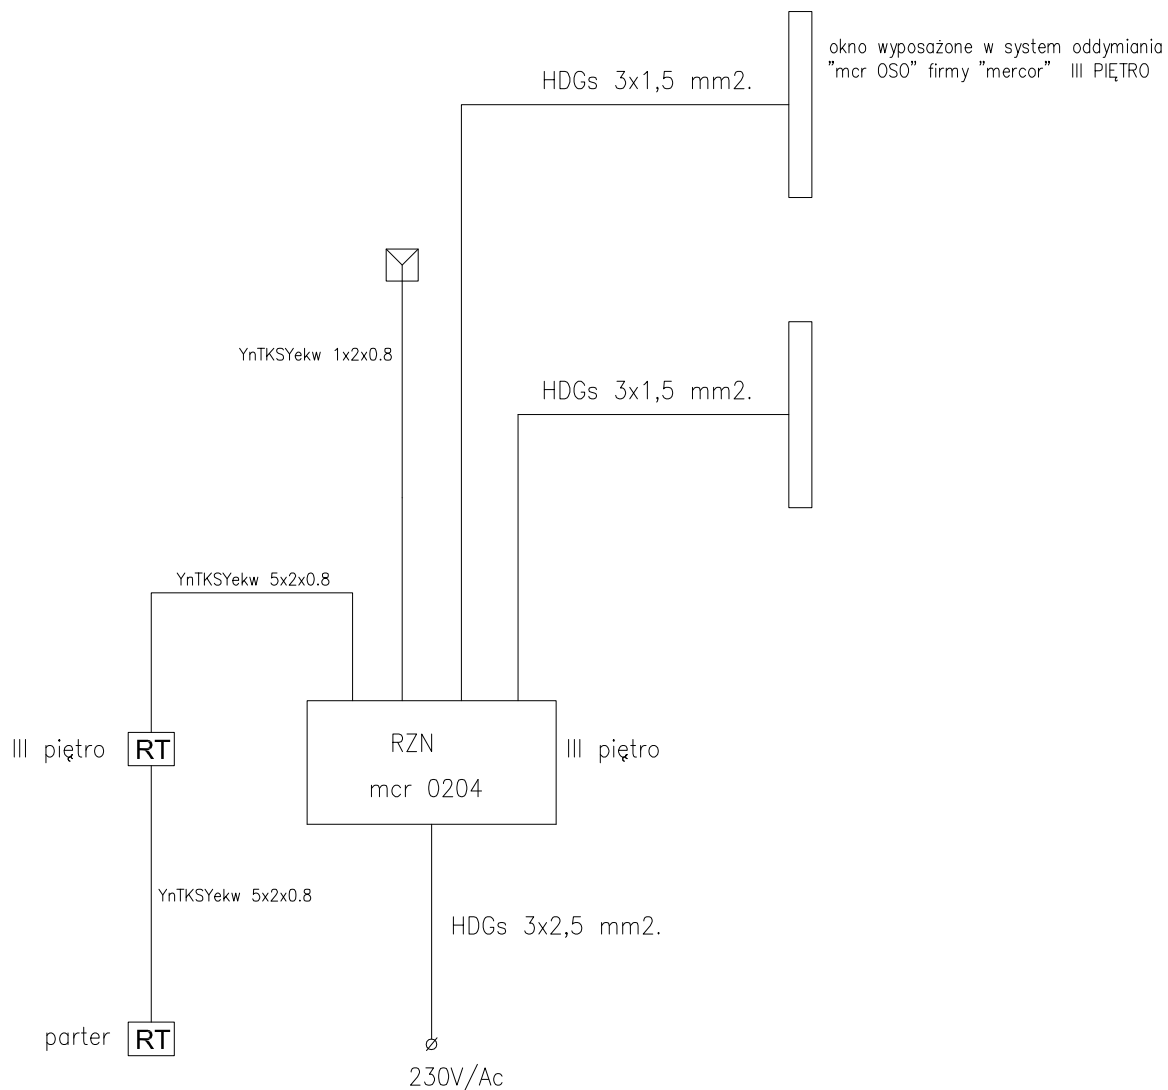 okno wyposażone w system oddymiania
"mcr OSO" firmy "mercor" III PIĘTRO
HDGs 3x1,5 mm2.
YnTKSYekw 1x2x0.8
HDGs 3x1,5 mm2.
YnTKSYekw 5x2x0.8
III piętro
RT
RZN
mcr 0204
III piętro
YnTKSYekw 5x2x0.8
HDGs 3x2,5 mm2.
parter
RT
230V/Ac